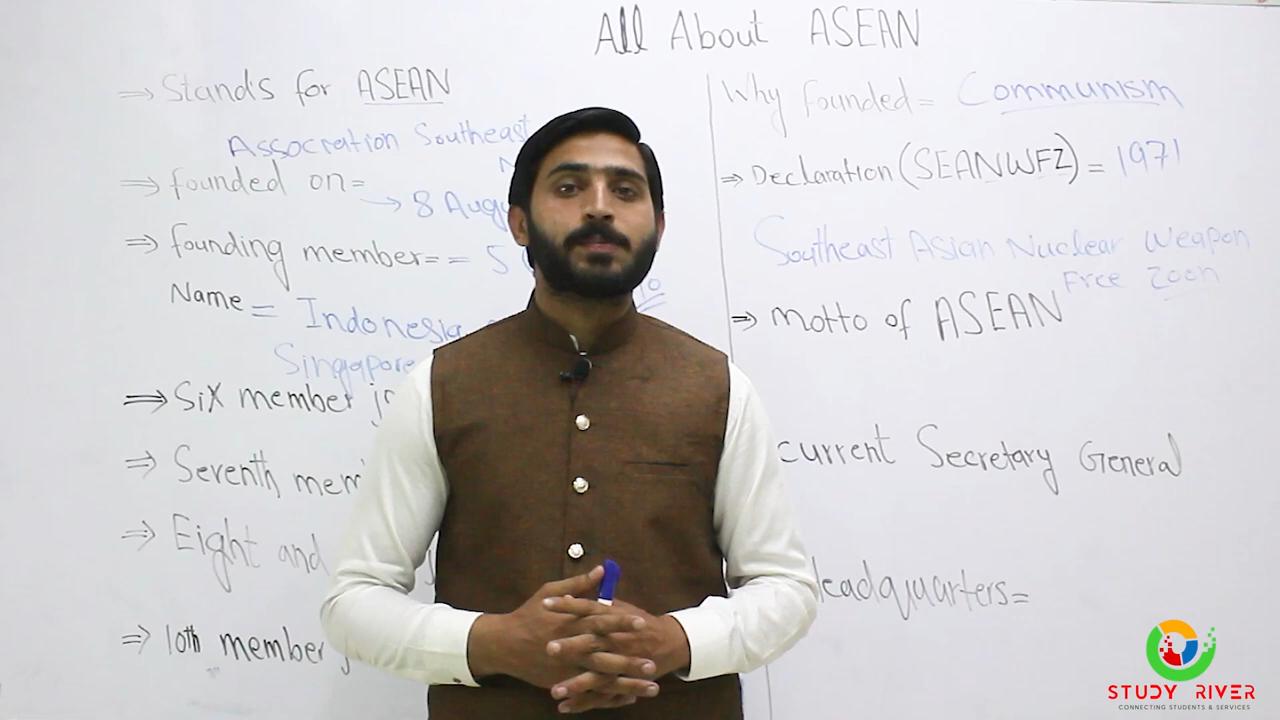 All About ASEAN
⇒ Stands for ASEAN
Assocration Southeast
⇒ founded on=
→ 8 Augu
⇒ founding member= = 5
Name = Indonesia
Singapore
⇒ Six member jo
⇒ Seventh mem
⇒ Eight and
⇒ 10th member j
Why founded= Communism
⇒ Declaration (SEANWFZ) = 1971
Southeast Asian Nuclear Weapon
Free Zoon
⇒ Motto of ASEAN
current Secretary General
Headquarters=
STUDY RIVER
CONNECTING STUDENTS & SERVICES